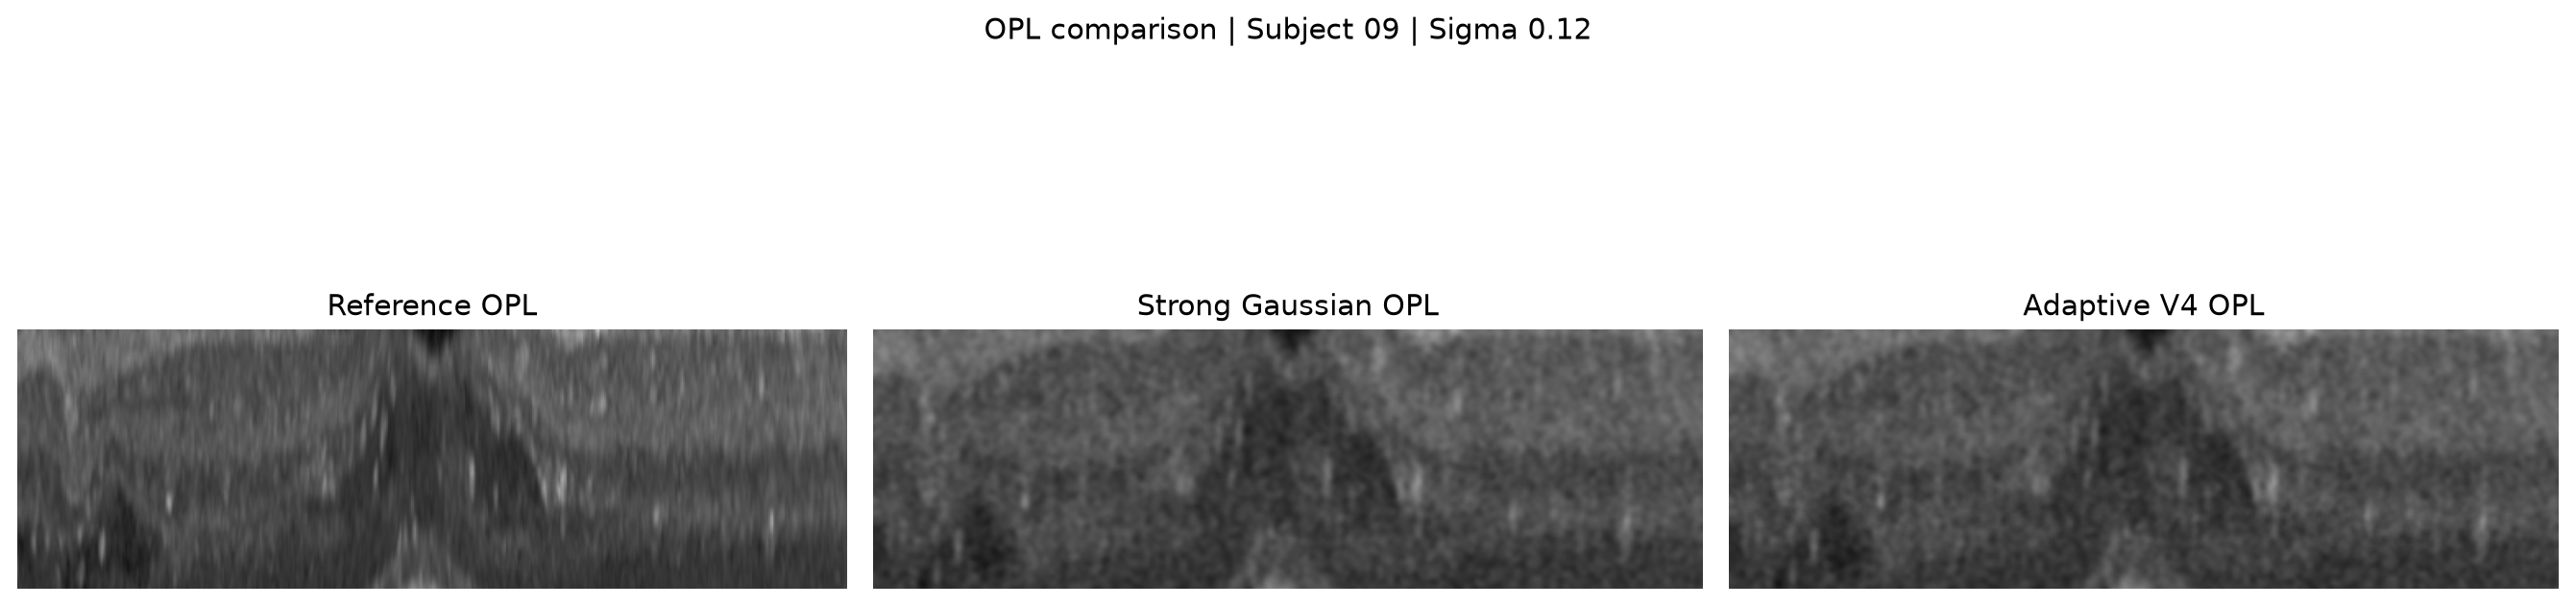 OPL comparison | Subject 09 | Sigma 0.12
Reference OPL
Strong Gaussian OPL
Adaptive V4 OPL